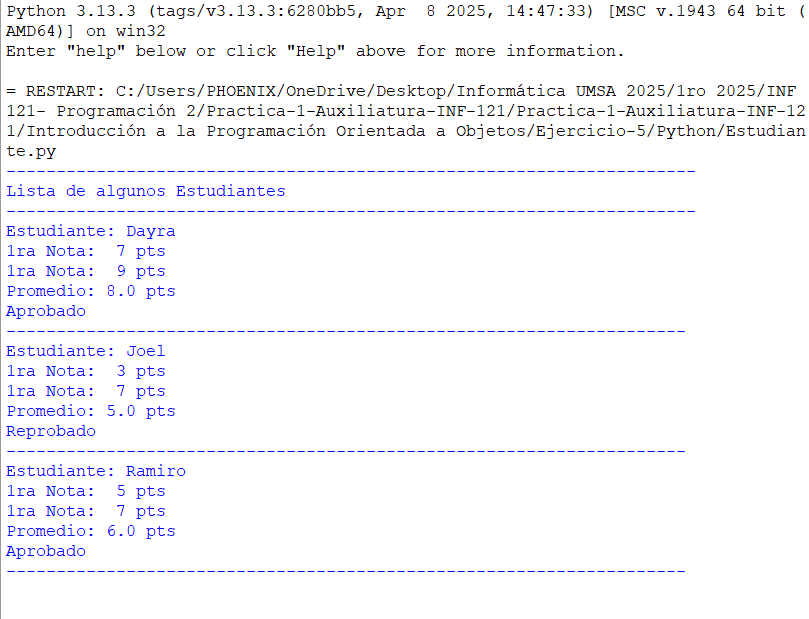 Python 3.13.3 (tags/v3.13.3:6280bb5, Apr  8 2025, 14:47:33) [MSC v.1943 64 bit (
AMD64)] on win32
Enter "help" below or click "Help" above for more information.
= RESTART: C:/Users/PHOENIX/OneDrive/Desktop/Informática UMSA 2025/1ro 2025/INF
121- Programación 2/Practica-1-Auxiliatura-INF-121/Practica-1-Auxiliatura-INF-12
1/Introducción a la Programación Orientada a Objetos/Ejercicio-5/Python/Estudian
te.py
---------------------------------------------------------------------
Lista de algunos Estudiantes
---------------------------------------------------------------------
Estudiante: Dayra
1ra Nota:  7 pts
1ra Nota:  9 pts
Promedio: 8.0 pts
Aprobado
--------------------------------------------------------------------
Estudiante: Joel
1ra Nota:  3 pts
1ra Nota:  7 pts
Promedio: 5.0 pts
Reprobado
--------------------------------------------------------------------
Estudiante: Ramiro
1ra Nota:  5 pts
1ra Nota:  7 pts
Promedio: 6.0 pts
Aprobado
--------------------------------------------------------------------